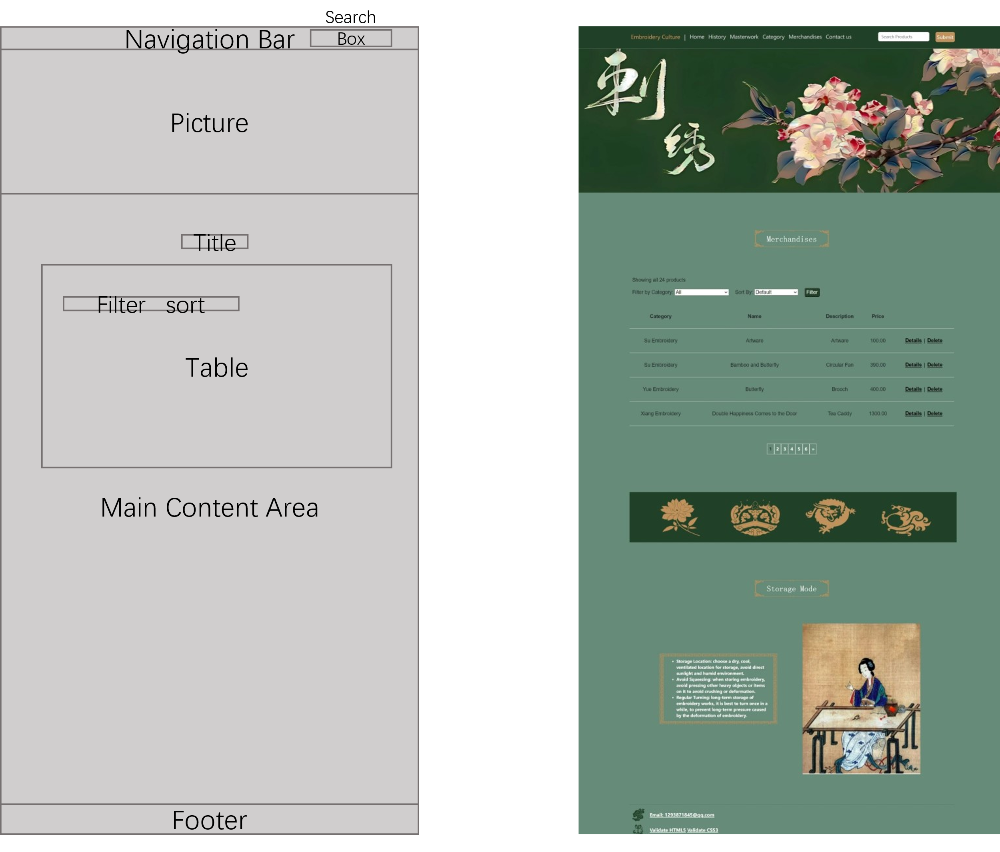 Search
Navigation Bar
Box
Picture
Title
Filter sort
Table
Main Content Area
Footer
Embroidery Culture | Home History Masterwork Category Merchandises Contact us
Search Products
Submit
刺
绣
Merchandises
Showing all 24 products
Filter by Category: All Sort By: Default Filter
Category Name Description Price
Su Embroidery Artware Artware 100.00 Details | Delete
Su Embroidery Bamboo and Butterfly Circular Fan 390.00 Details | Delete
Yue Embroidery Butterfly Brooch 400.00 Details | Delete
Xiang Embroidery Double Happiness Comes to the Door Tea Caddy 1300.00 Details | Delete
1 2 3 4 5 6 »
Storage Mode
• Storage Location: choose a dry, cool,
ventilated location for storage, avoid direct
sunlight and humid environment.
• Avoid Squeezing: when storing embroidery,
avoid pressing other heavy objects or items
on it to avoid crushing or deformation.
• Regular Turning: long-term storage of
embroidery works, it is best to turn once in a
while, to prevent long-term pressure caused
by the deformation of embroidery.
Email: 1293871845@qq.com
Validate HTML5 Validate CSS3